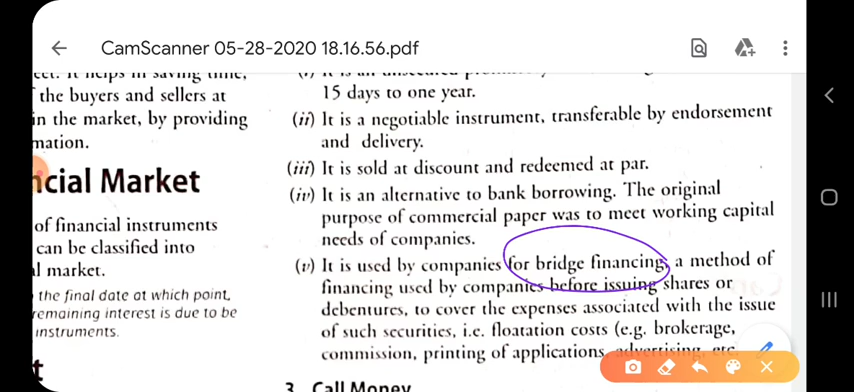 CamScanner 05-28-2020 18.16.56.pdf
the buyers and sellers at
in the market, by providing
mation.
ncial Market
of financial instruments
can be classified into
l market.
the final date at which point,
remaining interest is due to be
instruments.
15 days to one year.
(ii) It is a negotiable instrument, transferable by endorsement
and delivery.
(iii) It is sold at discount and redeemed at par.
(iv) It is an alternative to bank borrowing. The original
purpose of commercial paper was to meet working capital
needs of companies.
(v) It is used by companies for bridge financing, a method of
financing used by companies before issuing shares or
debentures, to cover the expenses associated with the issue
of such securities, i.e. floatation costs (e.g. brokerage,
commission, printing of applications, advertising, etc.
3. Call Money